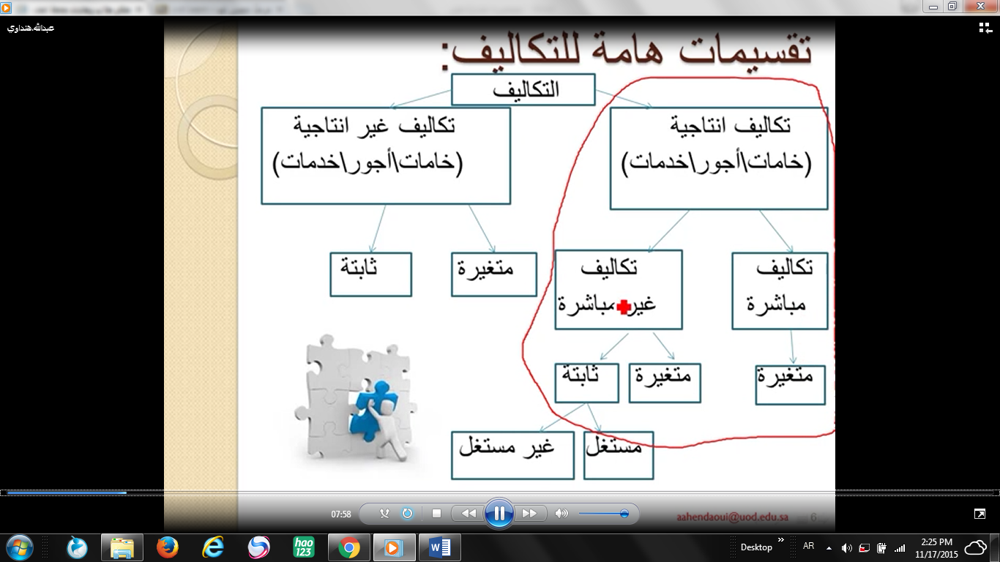 عبدالله.هنداوي
تقسيمات هامة للتكاليف:
التكاليف
تكاليف انتاجية
(خامات\أجور\خدمات)
تكاليف غير انتاجية
(خامات\أجور\خدمات)
تكاليف
مباشرة
تكاليف
غير مباشرة
متغيرة
ثابتة
متغيرة
متغيرة
ثابتة
مستغل
غير مستغل
aahendaoui@uod.edu.sa
6
07:58
hao
123
Desktop
AR
2:25 PM
11/17/2015